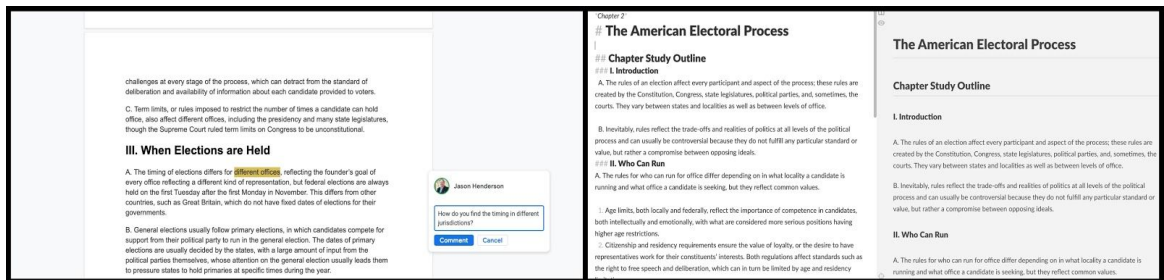 challenges at every stage of the process, which can detract from the standard of
deliberation and availability of information about each candidate provided to voters.
C. Term limits, or rules imposed to restrict the number of times a candidate can hold
office, also affect different offices, including the presidency and many state legislatures,
though the Supreme Court ruled term limits on Congress to be unconstitutional.
III. When Elections are Held
A. The timing of elections differs for different offices, reflecting the founder's goal of
every office reflecting a different kind of representation, but federal elections are always
held on the first Tuesday after the first Monday in November. This differs from other
countries, such as Great Britain, which do not have fixed dates of elections for their
governments.
B. General elections usually follow primary elections, in which candidates compete for
support from their political party to run in the general election. The dates of primary
elections are usually decided by the states, with a large amount of input from the
political parties themselves, whose attention on the general election usually leads them
to pressure states to hold primaries at specific times during the year.
Jason Henderson
How do you find the timing in different
jurisdictions?
Comment Cancel
"Chapter 2"
# The American Electoral Process
## Chapter Study Outline
### I. Introduction
A. The rules of an election affect every participant and aspect of the process; these rules are
created by the Constitution, Congress, state legislatures, political parties, and, sometimes, the
courts. They vary between states and localities as well as between levels of office.
B. Inevitably, rules reflect the trade-offs and realities of politics at all levels of the political
process and can usually be controversial because they do not fulfill any particular standard or
value, but rather a compromise between opposing ideals.
### II. Who Can Run
A. The rules for who can run for office differ depending on in what locality a candidate is
running and what office a candidate is seeking, but they reflect common values.
1. Age limits, both locally and federally, reflect the importance of competence in candidates,
both intellectually and emotionally, with what are considered more serious positions having
higher age restrictions.
2. Citizenship and residency requirements ensure the value of loyalty, or the desire to have
representatives work for their constituents' interests. Both regulations affect standards such as
the right to free speech and deliberation, which can in turn be limited by age and residency
The American Electoral Process
Chapter Study Outline
I. Introduction
A. The rules of an election affect every participant and aspect of the process; these rules are
created by the Constitution, Congress, state legislatures, political parties, and, sometimes, the
courts. They vary between states and localities as well as between levels of office.
B. Inevitably, rules reflect the trade-offs and realities of politics at all levels of the political
process and can usually be controversial because they do not fulfill any particular standard or
value, but rather a compromise between opposing ideals.
II. Who Can Run
A. The rules for who can run for office differ depending on in what locality a candidate is
running and what office a candidate is seeking, but they reflect common values.